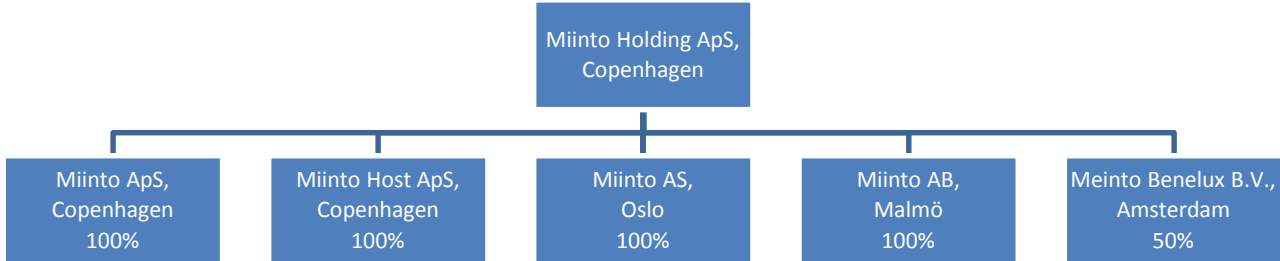 Miinto Holding ApS,
Copenhagen
Miinto ApS,
Copenhagen
100%
Miinto Host ApS,
Copenhagen
100%
Miinto AS,
Oslo
100%
Miinto AB,
Malmö
100%
Meinto Benelux B.V.,
Amsterdam
50%